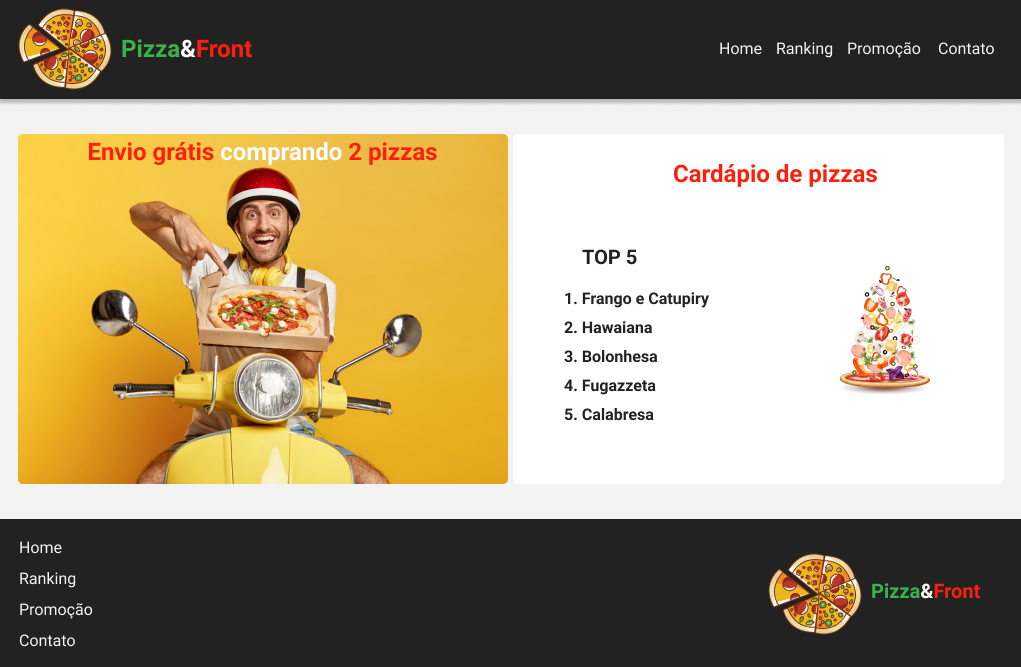 Pizza&Front
Home Ranking Promoção Contato
Envio grátis comprando 2 pizzas
Cardápio de pizzas
TOP 5
1. Frango e Catupiry
2. Hawaiana
3. Bolonhesa
4. Fugazzeta
5. Calabresa
Home
Ranking
Promoção
Contato
Pizza&Front